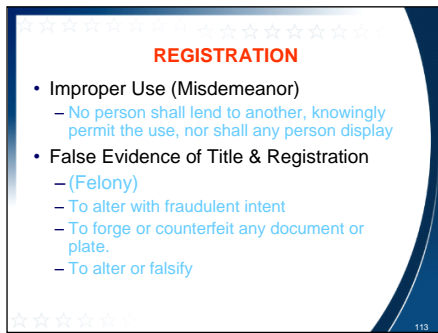 REGISTRATION
• Improper Use (Misdemeanor)
– No person shall lend to another, knowingly
permit the use, nor shall any person display
• False Evidence of Title & Registration
– (Felony)
– To alter with fraudulent intent
– To forge or counterfeit any document or
plate.
– To alter or falsify
113